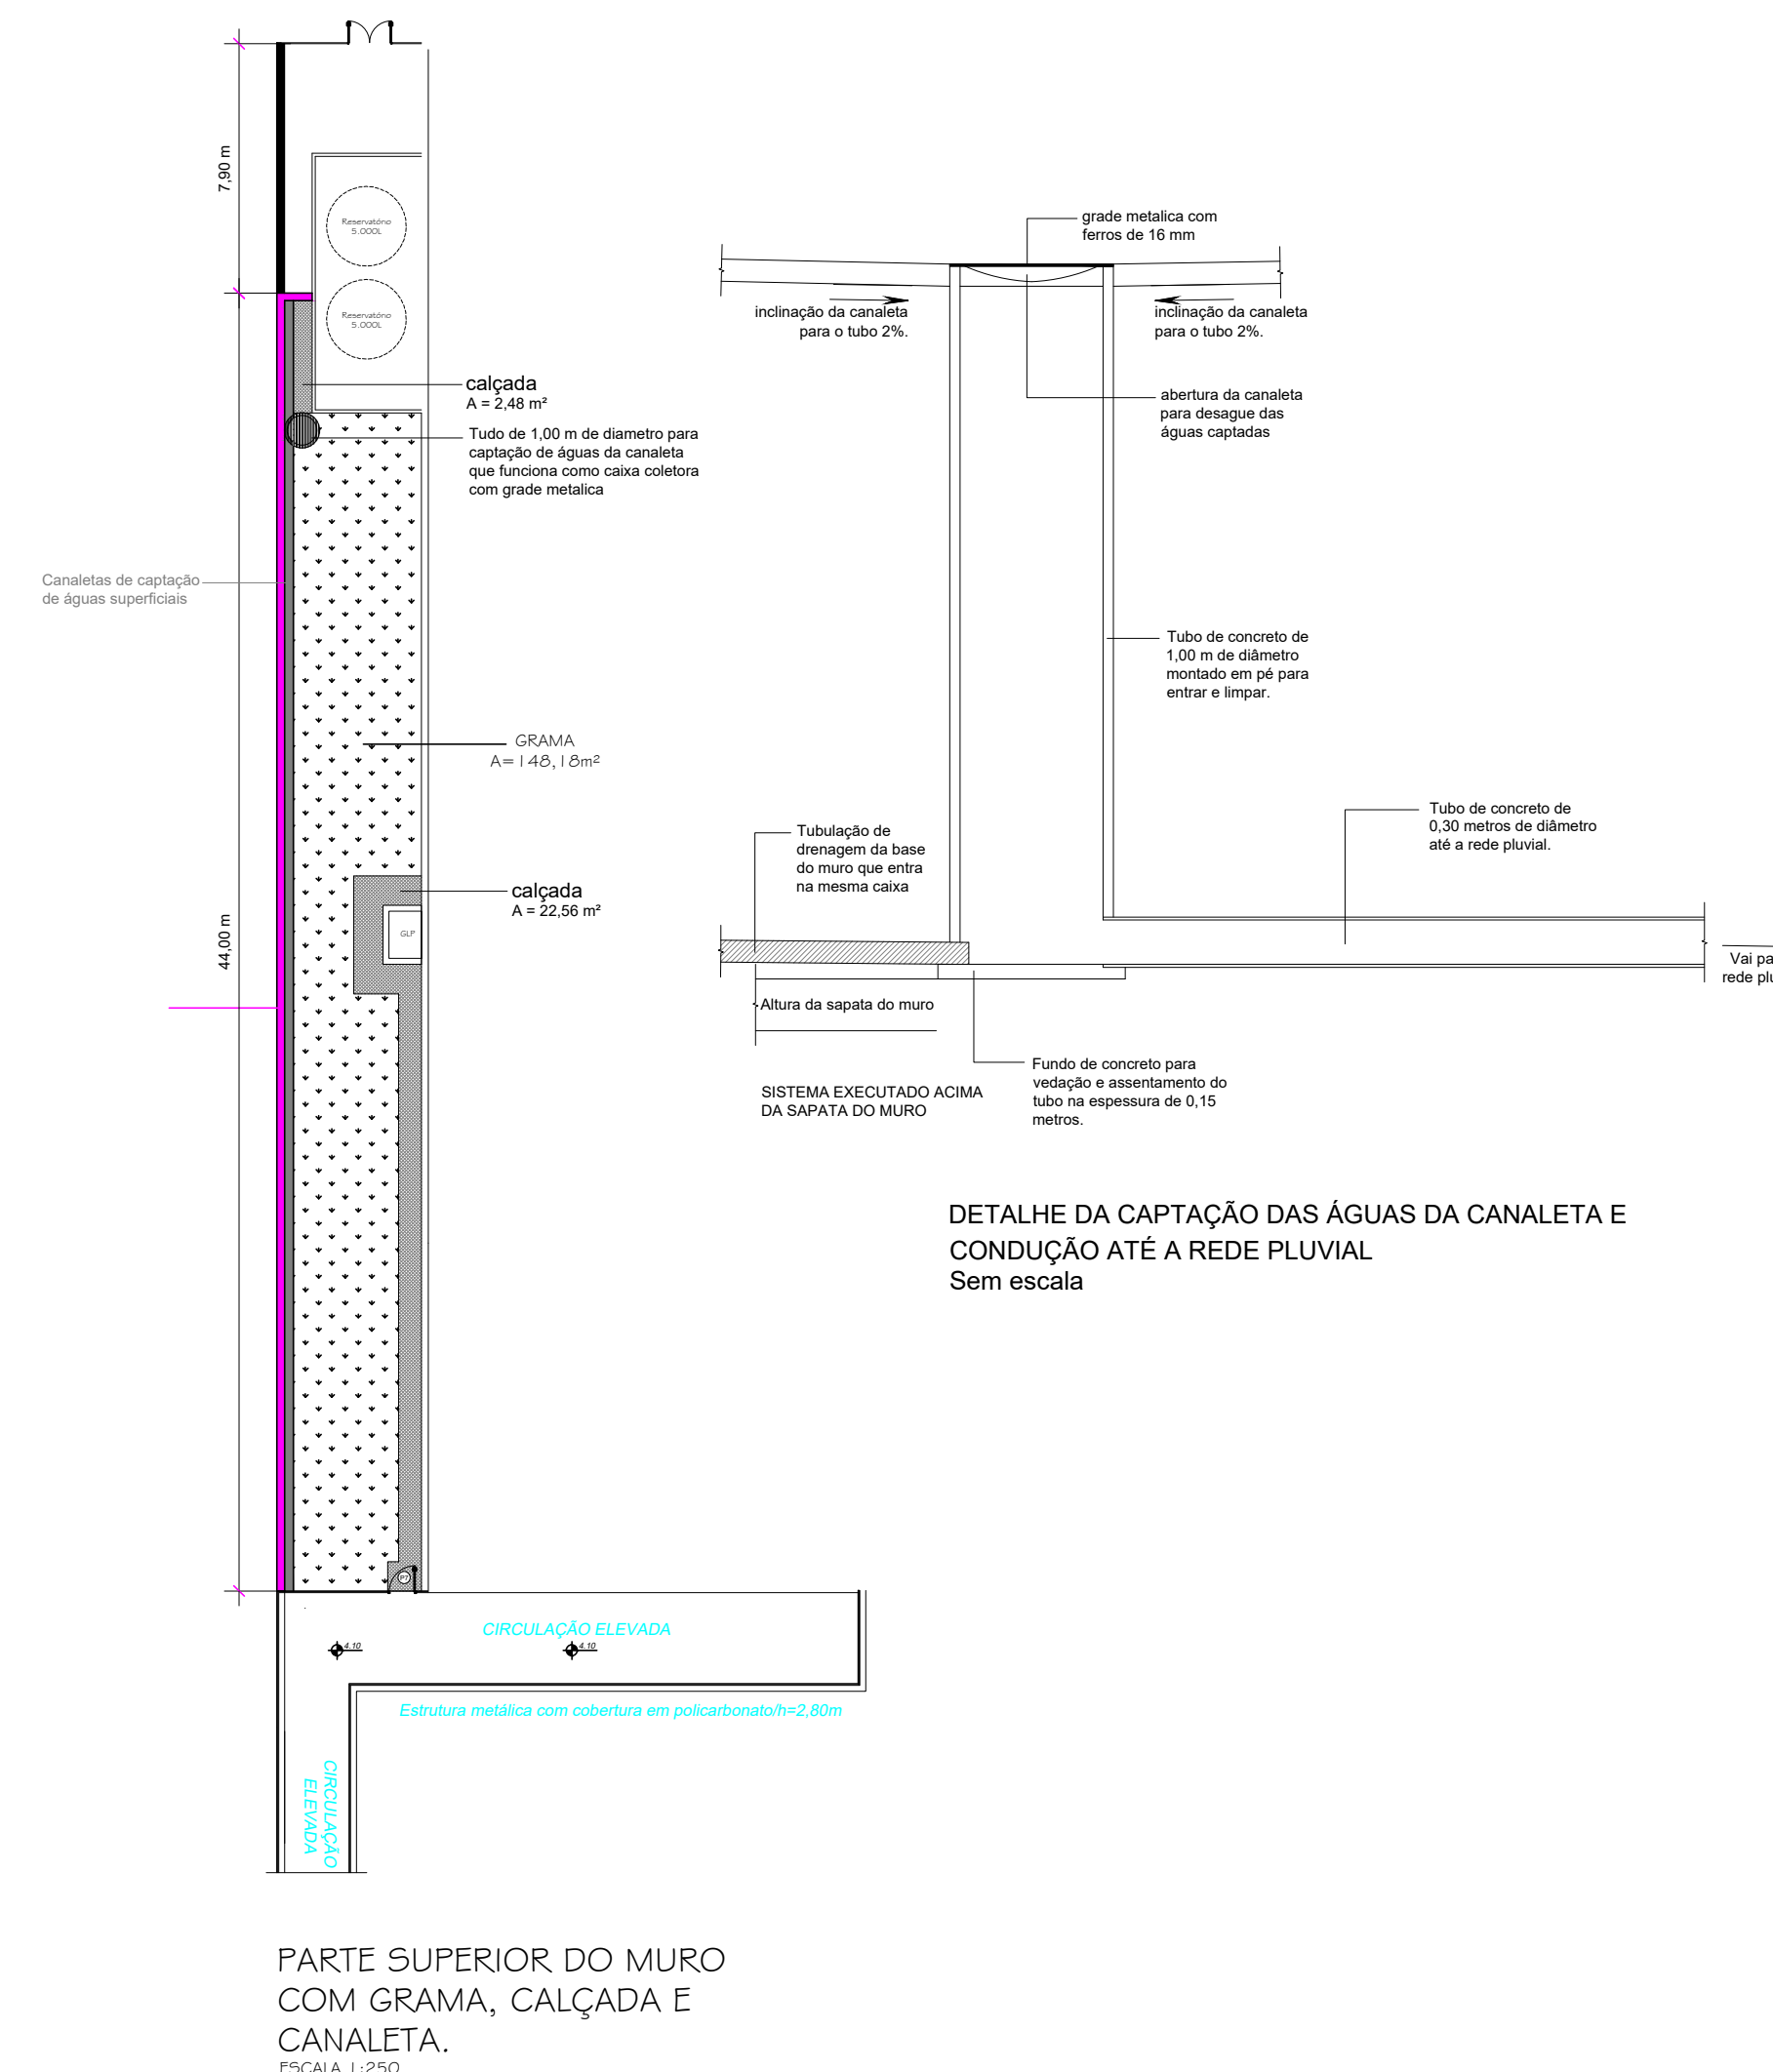 7,90 m
Reservatório
5.000L
Reservatório
5.000L
calçada
A = 2,48 m²
Tudo de 1,00 m de diametro para
captação de águas da canaleta
que funciona como caixa coletora
com grade metalica
Canaletas de captação
de águas superficiais
GRAMA
A=148,18m²
calçada
A = 22,56 m²
GLP
44,00 m
PT
CIRCULAÇÃO ELEVADA
4.10
4.10
Estrutura metálica com cobertura em policarbonato/h=2,80m
CIRCULAÇÃO
ELEVADA
PARTE SUPERIOR DO MURO
COM GRAMA, CALÇADA E
CANALETA.
ESCALA 1:250
grade metalica com
ferros de 16 mm
inclinação da canaleta
para o tubo 2%.
inclinação da canaleta
para o tubo 2%.
abertura da canaleta
para desague das
águas captadas
Tubo de concreto de
1,00 m de diâmetro
montado em pé para
entrar e limpar.
Tubulação de
drenagem da base
do muro que entra
na mesma caixa
Tubo de concreto de
0,30 metros de diâmetro
até a rede pluvial.
Vai pa
rede plu
Altura da sapata do muro
Fundo de concreto para
vedação e assentamento do
tubo na espessura de 0,15
metros.
SISTEMA EXECUTADO ACIMA
DA SAPATA DO MURO
DETALHE DA CAPTAÇÃO DAS ÁGUAS DA CANALETA E
CONDUÇÃO ATÉ A REDE PLUVIAL
Sem escala